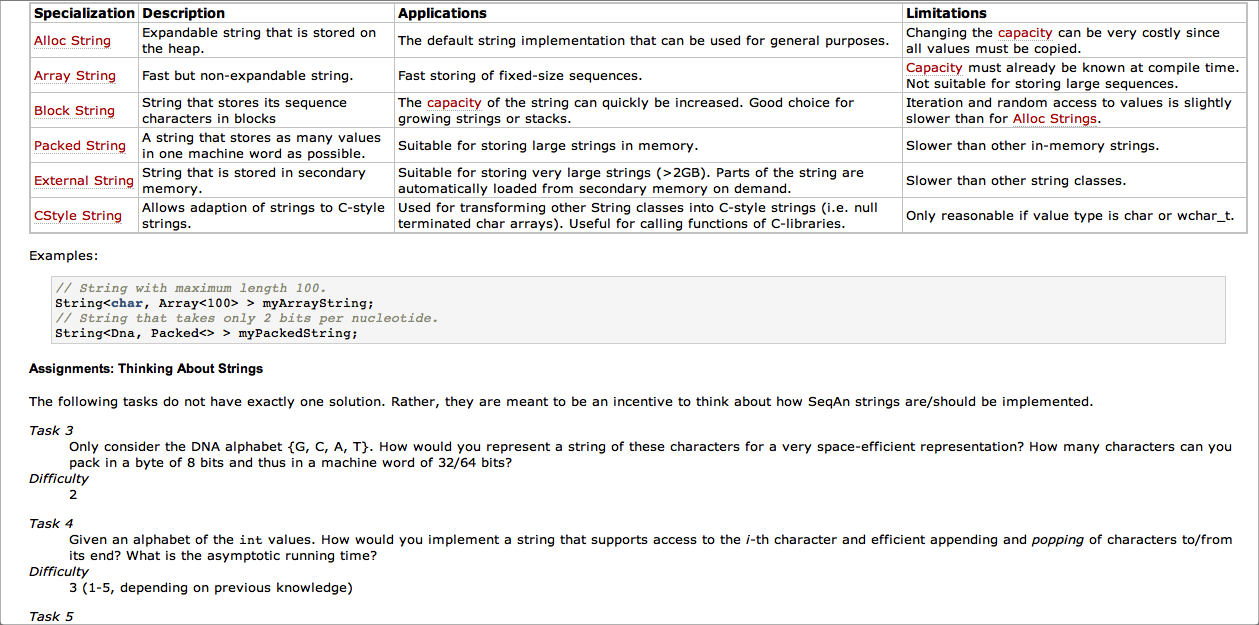 Specialization Description Applications Limitations
Alloc String Expandable string that is stored on the heap. The default string implementation that can be used for general purposes. Changing the capacity can be very costly since all values must be copied.
Array String Fast but non-expandable string. Fast storing of fixed-size sequences. Capacity must already be known at compile time. Not suitable for storing large sequences.
Block String String that stores its sequence characters in blocks The capacity of the string can quickly be increased. Good choice for growing strings or stacks. Iteration and random access to values is slightly slower than for Alloc Strings.
Packed String A string that stores as many values in one machine word as possible. Suitable for storing large strings in memory. Slower than other in-memory strings.
External String String that is stored in secondary memory. Suitable for storing very large strings (>2GB). Parts of the string are automatically loaded from secondary memory on demand. Slower than other string classes.
CStyle String Allows adaption of strings to C-style strings. Used for transforming other String classes into C-style strings (i.e. null terminated char arrays). Useful for calling functions of C-libraries. Only reasonable if value type is char or wchar_t.
Examples:
// String with maximum length 100.
String<char, Array<100> > myArrayString;
// String that takes only 2 bits per nucleotide.
String<Dna, Packed<> > myPackedString;
Assignments: Thinking About Strings
The following tasks do not have exactly one solution. Rather, they are meant to be an incentive to think about how SeqAn strings are/should be implemented.
Task 3
Only consider the DNA alphabet {G, C, A, T}. How would you represent a string of these characters for a very space-efficient representation? How many characters can you
pack in a byte of 8 bits and thus in a machine word of 32/64 bits?
Difficulty
2
Task 4
Given an alphabet of the int values. How would you implement a string that supports access to the i-th character and efficient appending and popping of characters to/from
its end? What is the asymptotic running time?
Difficulty
3 (1-5, depending on previous knowledge)
Task 5